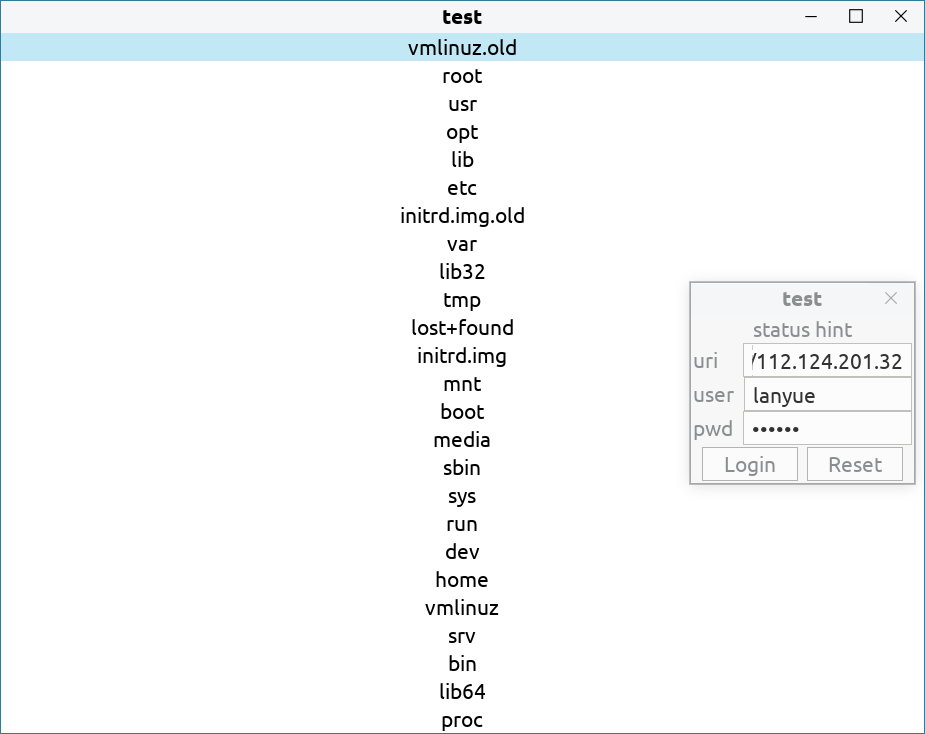 test
vmlinuz.old
root
usr
opt
lib
etc
initrd.img.old
var
lib32
tmp
lost+found
initrd.img
mnt
boot
media
sbin
sys
run
dev
home
vmlinuz
srv
bin
lib64
proc
test
status hint
uri /112.124.201.32
user lanyue
pwd ••••••
Login Reset